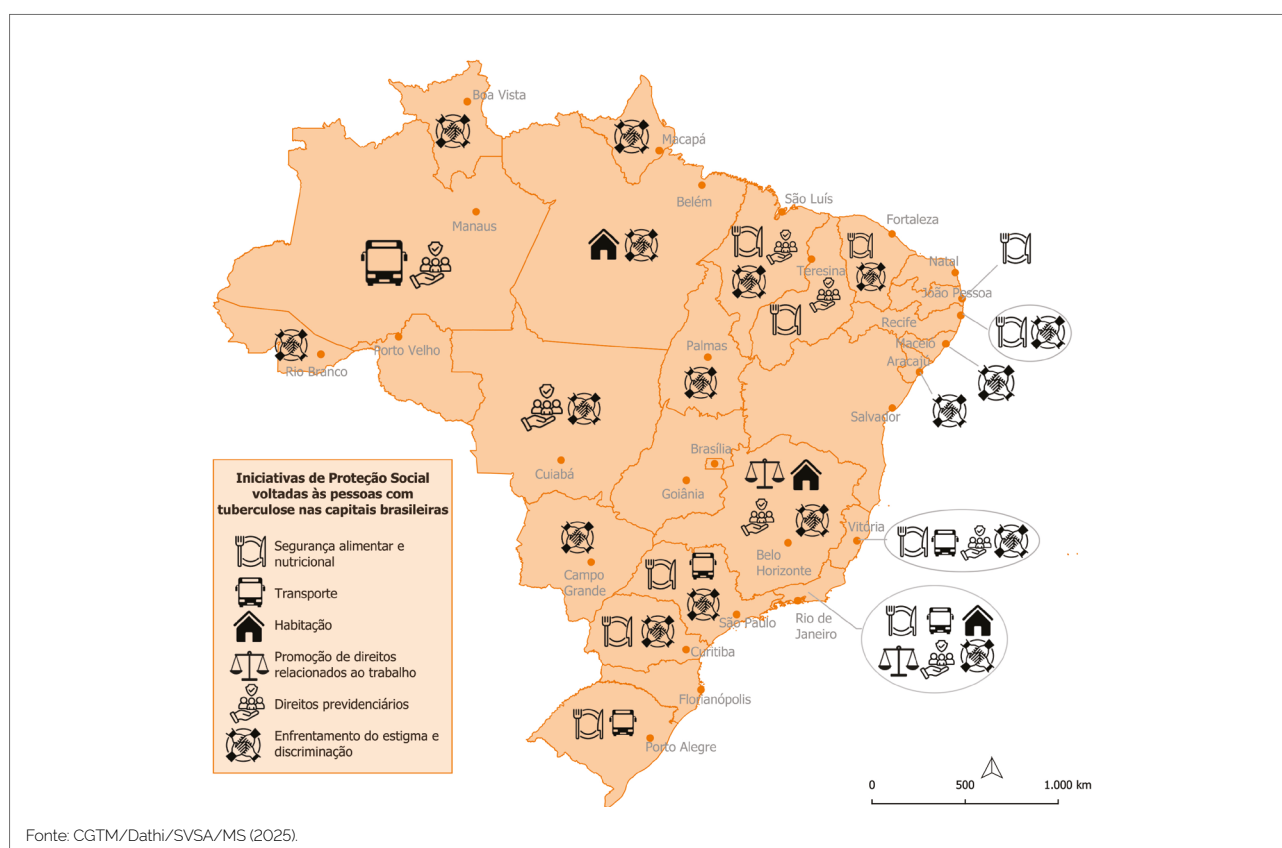 Boa Vista
Macapá
Belém
São Luís
Manaus
Fortaleza
Teresina
Natal
João Pessoa
Recife
Maceió
Aracajú
Porto Velho
Rio Branco
Palmas
Salvador
Brasília
Cuiabá
Goiânia
Vitória
Belo
Horizonte
Campo
Grande
São Paulo
Rio de
Janeiro
Curitiba
Florianópolis
Porto Alegre
Iniciativas de Proteção Social
voltadas às pessoas com
tuberculose nas capitais brasileiras
Segurança alimentar e
nutricional
Transporte
Habitação
Promoção de direitos
relacionados ao trabalho
Direitos previdenciários
Enfrentamento do estigma e
discriminação
0 500 1.000 km
Fonte: CGTM/Dathi/SVSA/MS (2025).